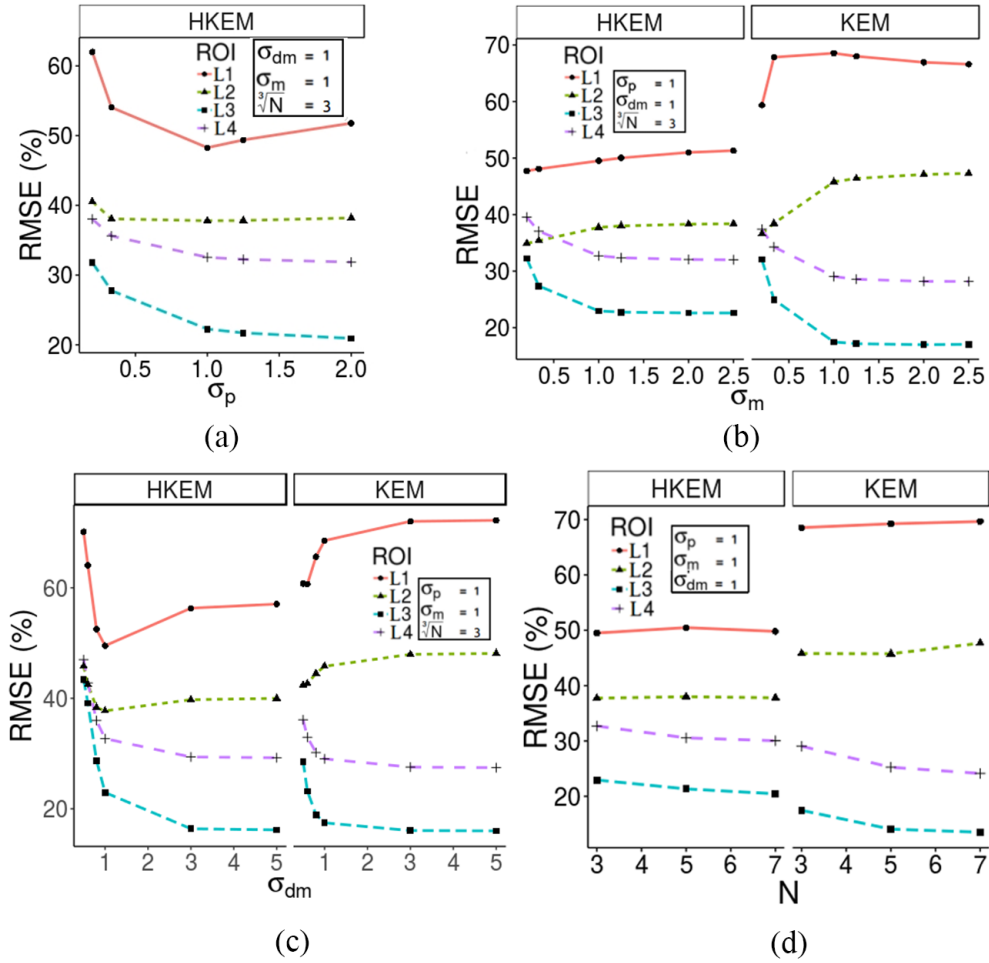 HKEM
ROI
L1
L2
L3
L4
σdm = 1
σm = 1
∛N = 3
RMSE (%)
60
50
40
30
20
0.5 1.0 1.5 2.0
σp
(a)
HKEM KEM
ROI
L1
L2
L3
L4
σp = 1
σdm = 1
∛N = 3
RMSE (%)
70
60
50
40
30
20
0.5 1.0 1.5 2.0 2.5 0.5 1.0 1.5 2.0 2.5
σm
(b)
HKEM KEM
ROI
L1
L2
L3
L4
σp = 1
σm = 1
∛N = 3
RMSE (%)
60
40
20
1 2 3 4 5 1 2 3 4 5
σdm
(c)
HKEM KEM
ROI
L1
L2
L3
L4
σp = 1
σm = 1
σdm = 1
RMSE (%)
70
60
50
40
30
20
3 4 5 6 7 3 4 5 6 7
N
(d)